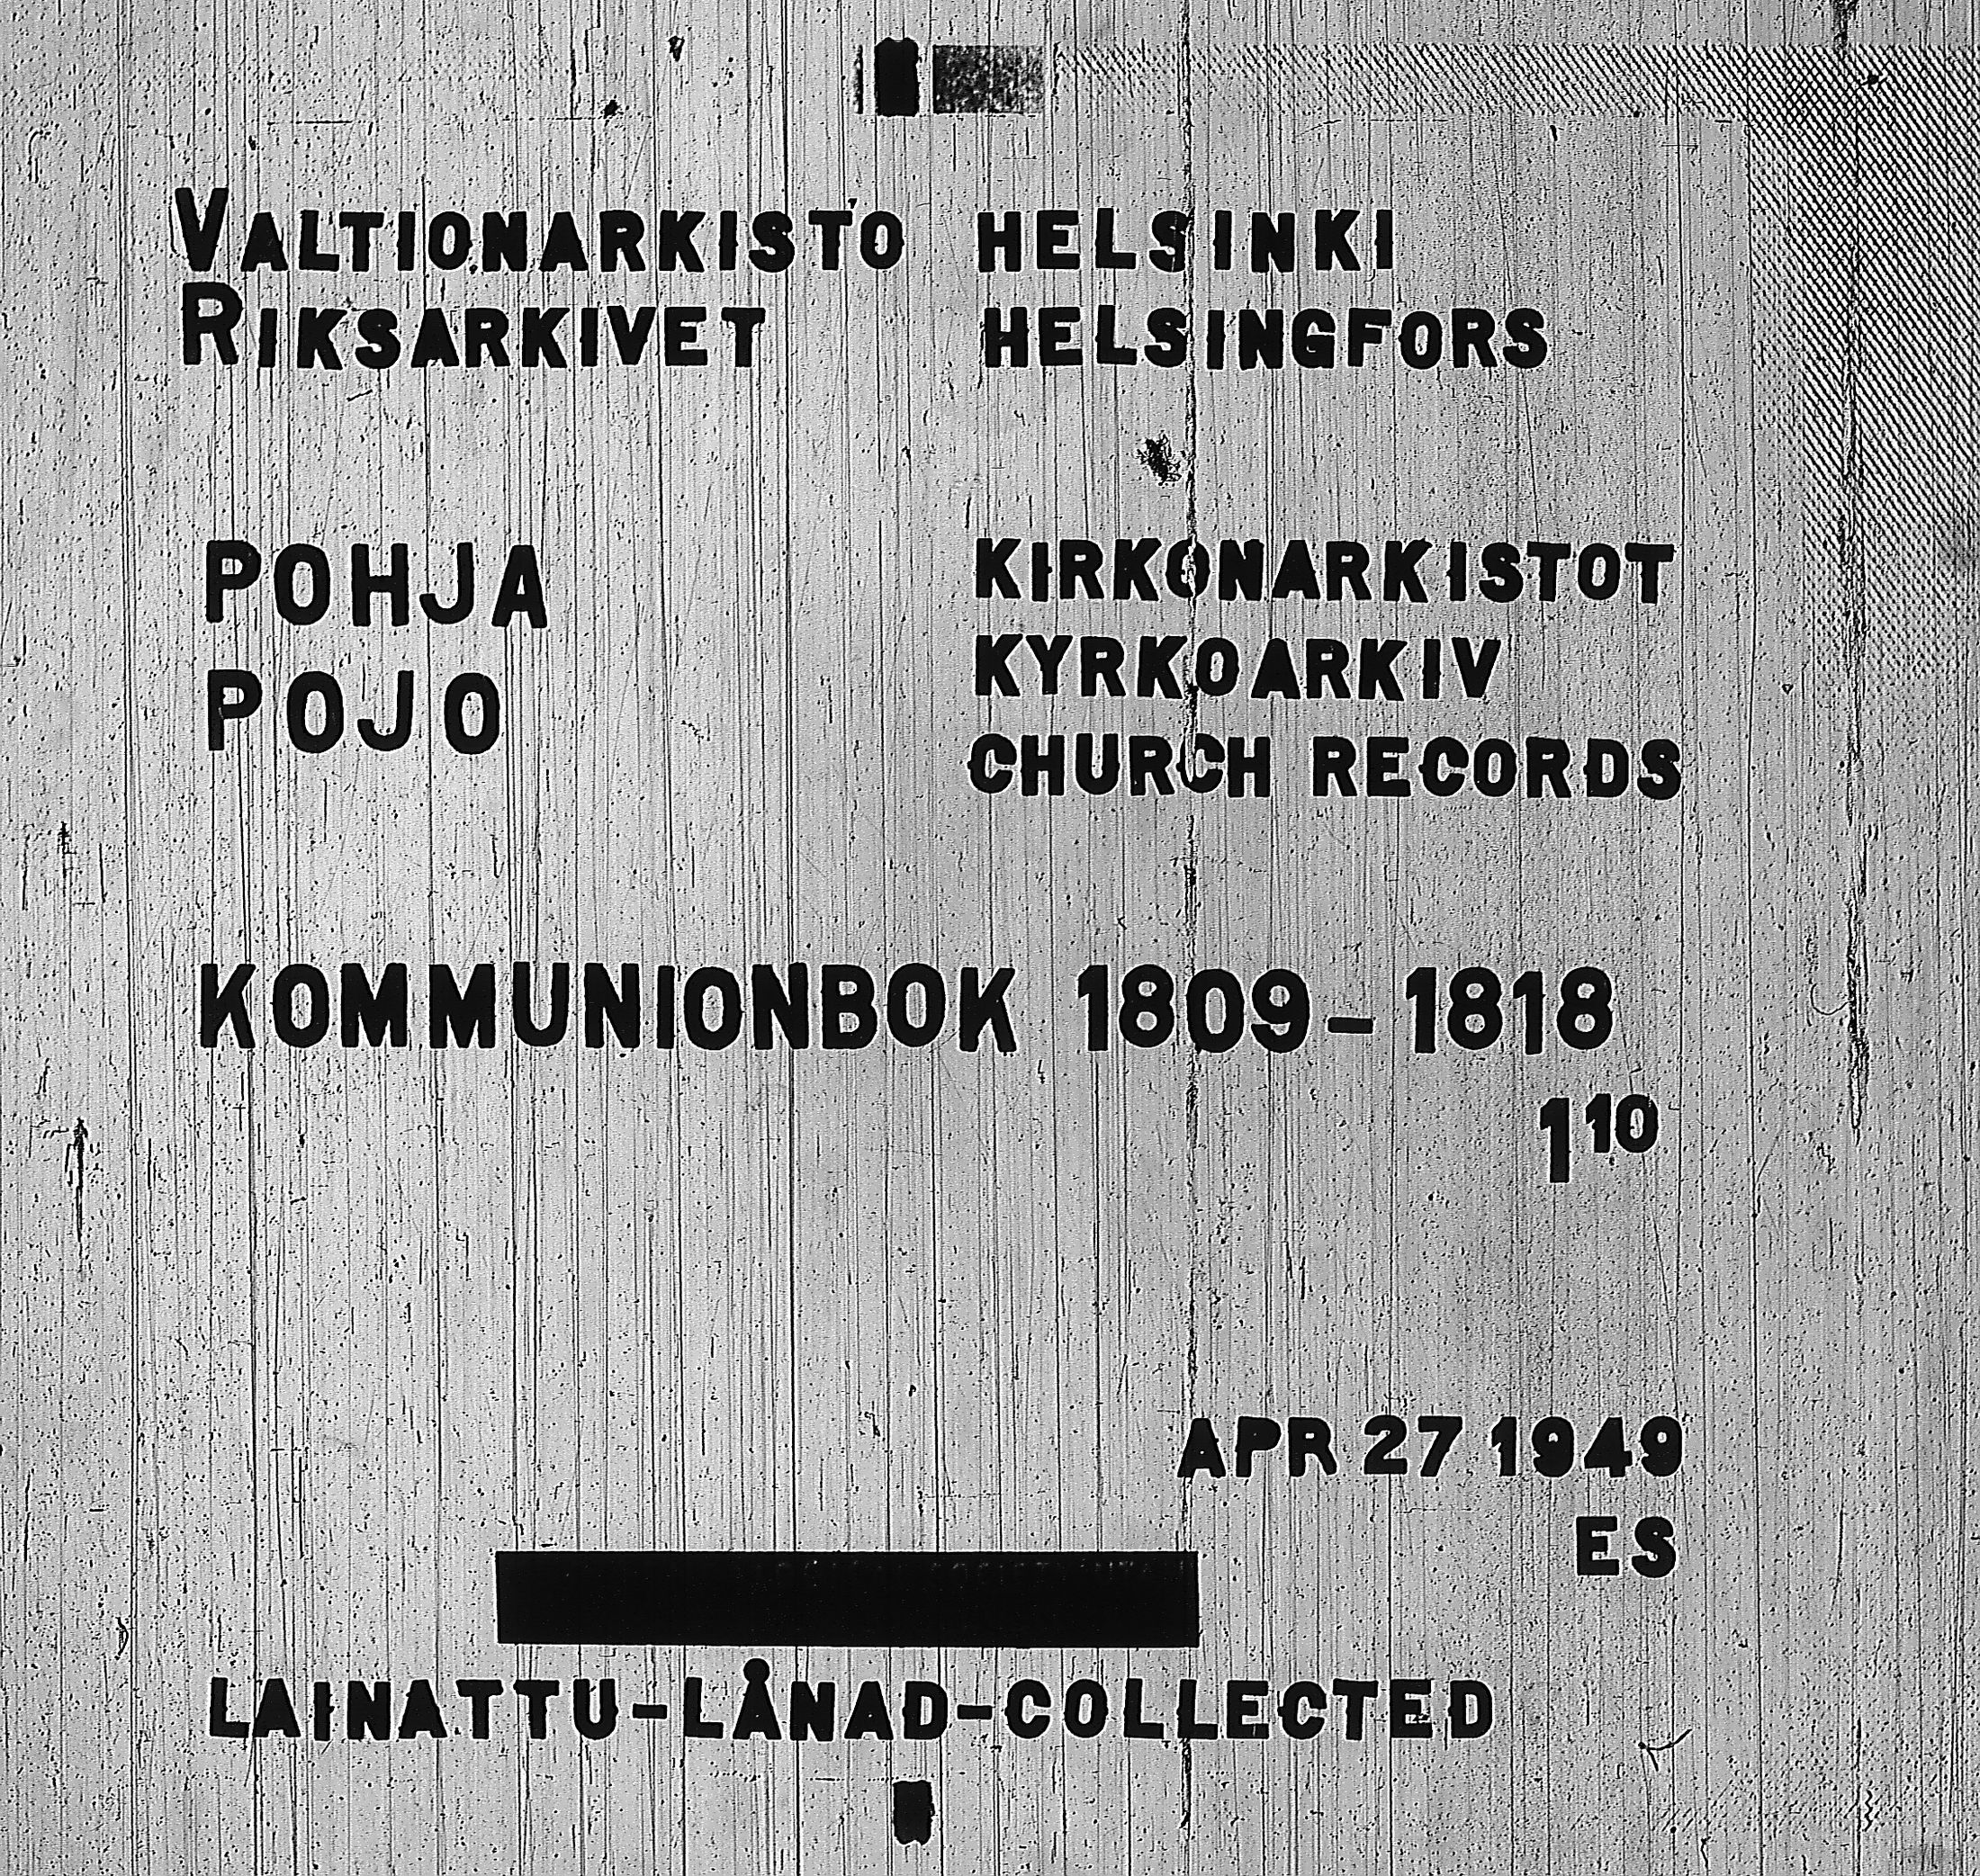 VALTIONARKISTO HELSINKI
RIKSARKIVET HELSINGFORS
POHJA
POJO
KIRKONARKISTOT
KYRKOARKIV
CHURCH RECORDS
KOMMUNIONBOK 1809-1818
1¹⁰
APR 27 1949
ES
LAINATTU-LÅNAD-COLLECTED